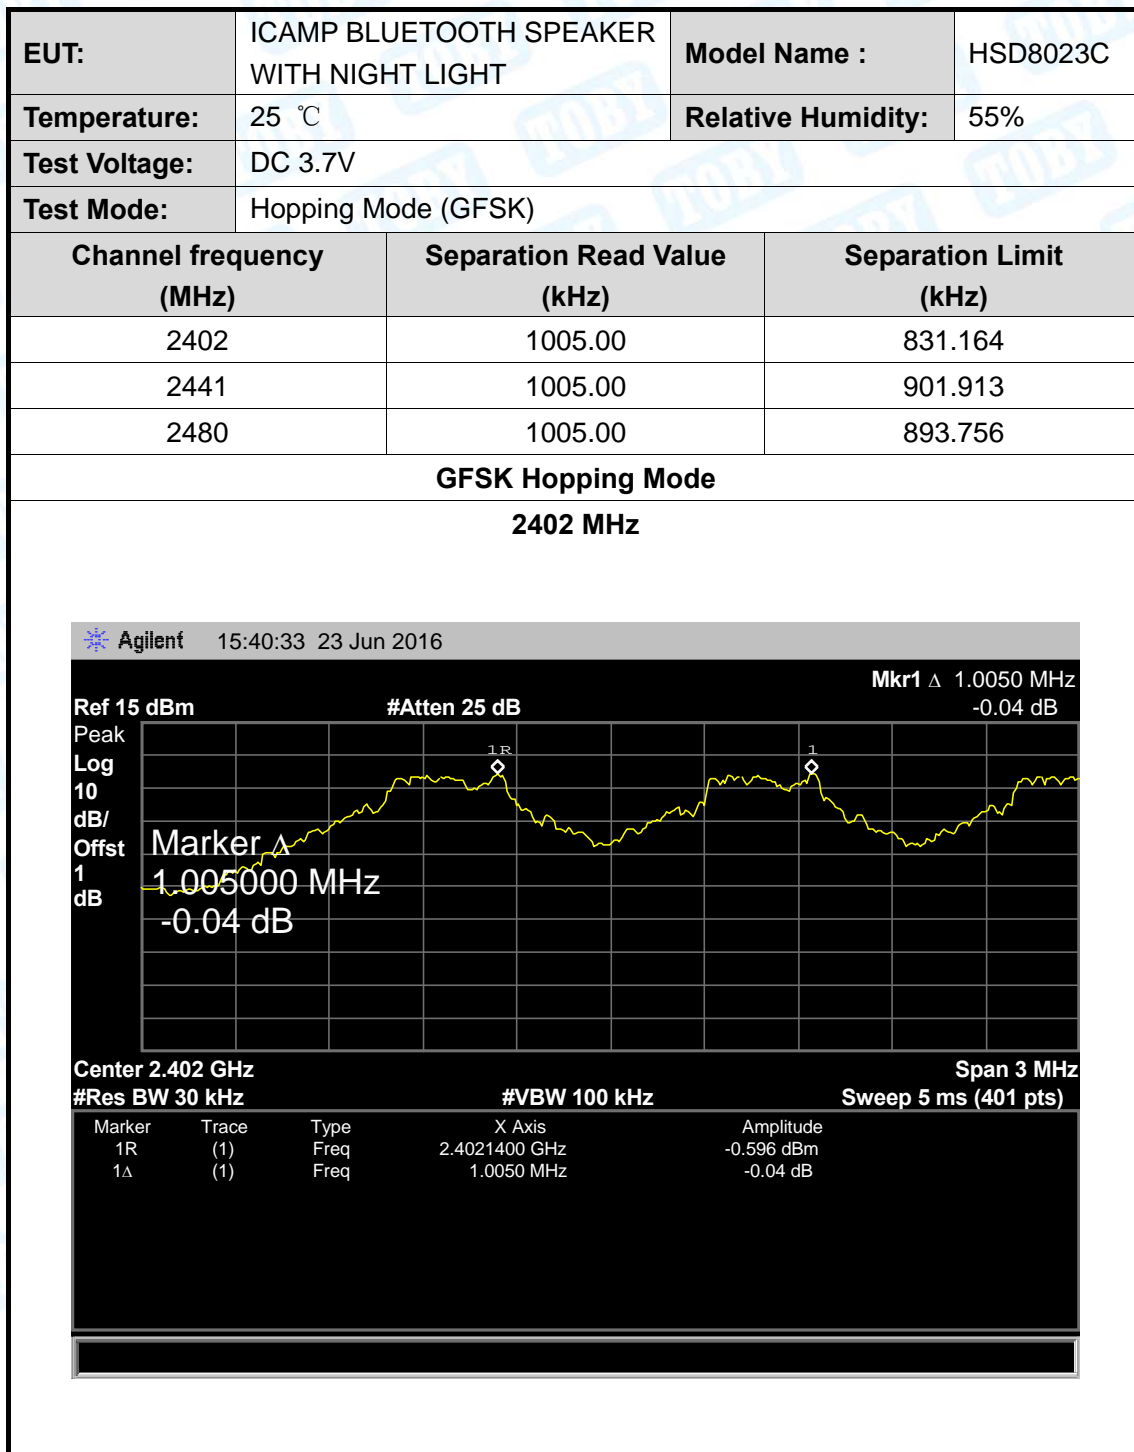 EUT: ICAMP BLUETOOTH SPEAKER WITH NIGHT LIGHT Model Name : HSD8023C
Temperature: 25 ℃ Relative Humidity: 55%
Test Voltage: DC 3.7V
Test Mode: Hopping Mode (GFSK)
Channel frequency (MHz) Separation Read Value (kHz) Separation Limit (kHz)
2402 1005.00 831.164
2441 1005.00 901.913
2480 1005.00 893.756
GFSK Hopping Mode
2402 MHz
Agilent 15:40:33 23 Jun 2016
Mkr1 Δ 1.0050 MHz
Ref 15 dBm #Atten 25 dB -0.04 dB
Peak
Log
10
dB/
Offst
1
dB
1R
1
Marker Δ
1.005000 MHz
-0.04 dB
Center 2.402 GHz Span 3 MHz
#Res BW 30 kHz #VBW 100 kHz Sweep 5 ms (401 pts)
Marker Trace Type X Axis Amplitude
1R (1) Freq 2.4021400 GHz -0.596 dBm
1Δ (1) Freq 1.0050 MHz -0.04 dB
TOBY